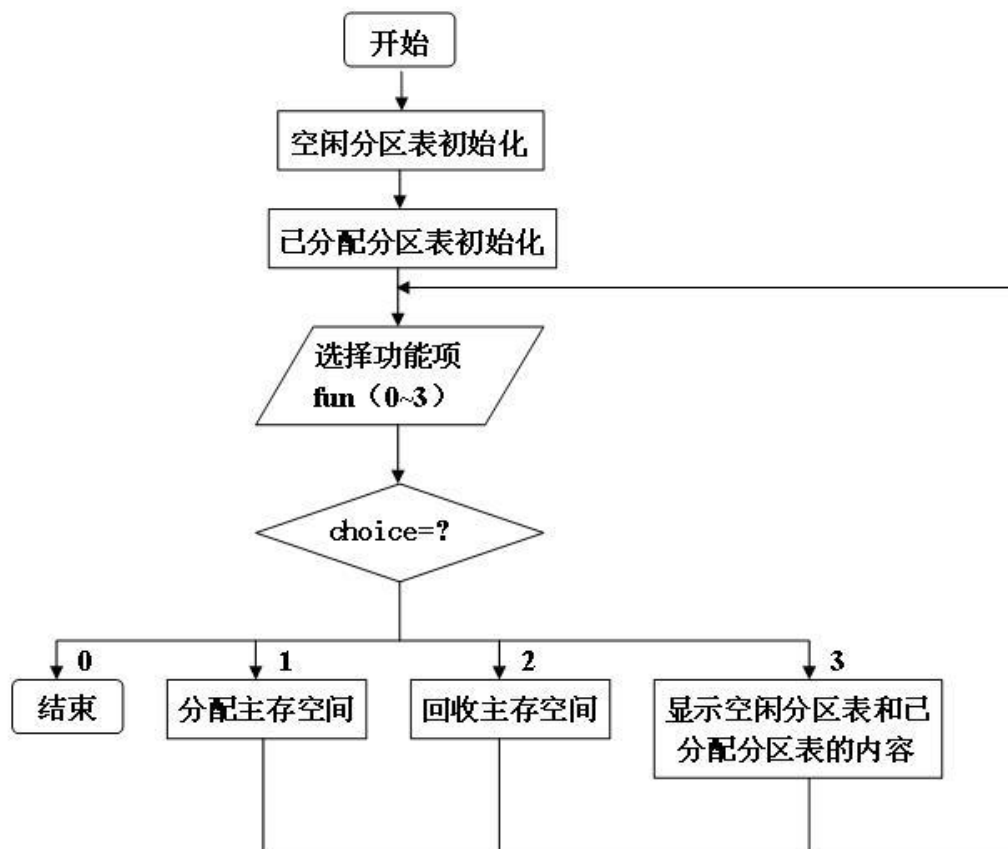 开始
空闲分区表初始化
已分配分区表初始化
选择功能项
fun（0~3）
choice=?
0
1
2
3
结束
分配主存空间
回收主存空间
显示空闲分区表和已
分配分区表的内容